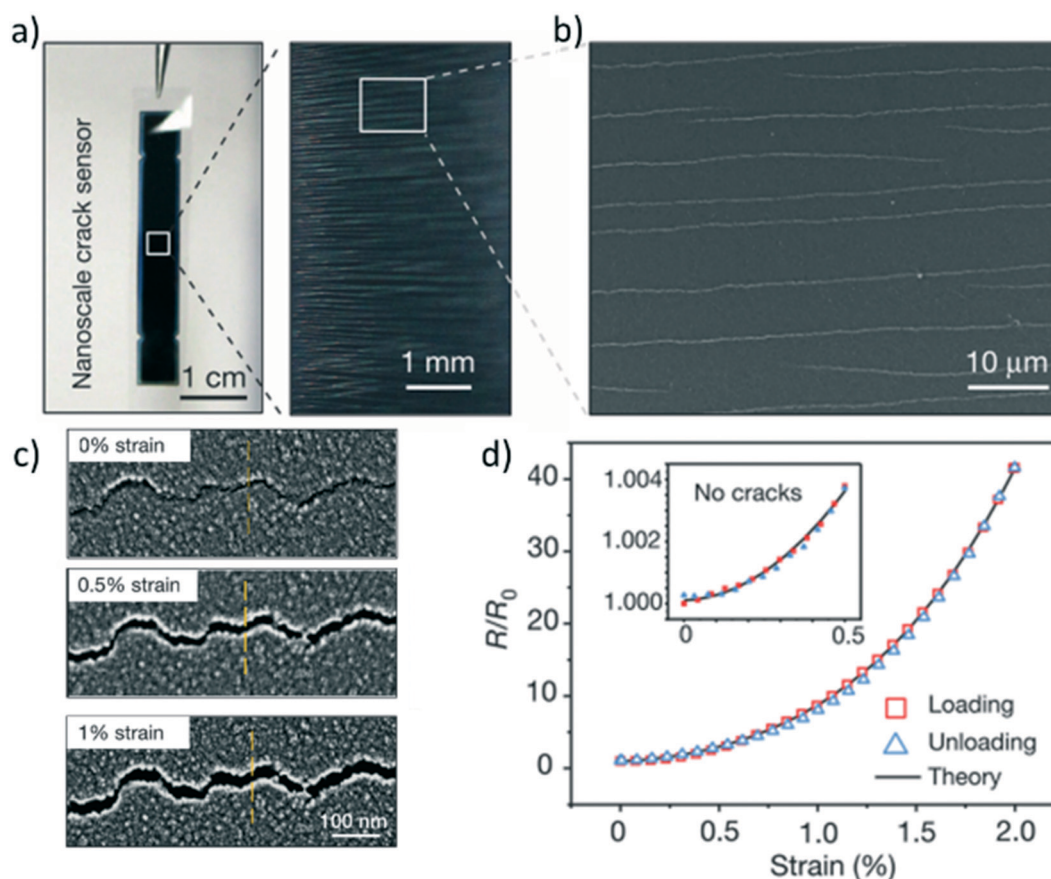 a)
Nanoscale crack sensor
1 cm
1 mm
b)
10 μm
c)
0% strain
0.5% strain
1% strain
100 nm
d)
R/R0
40
30
20
10
0
No cracks
1.004
1.002
1.000
0
0.5
Loading
Unloading
Theory
0
0.5
1.0
1.5
2.0
Strain (%)